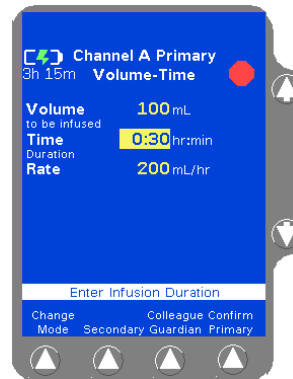 Channel A Primary
3h 15m Volume-Time
Volume 100 mL
to be infused
Time 0:30 hr:min
Duration
Rate 200 mL/hr
Enter Infusion Duration
Change Colleague Confirm
Mode Secondary Guardian Primary